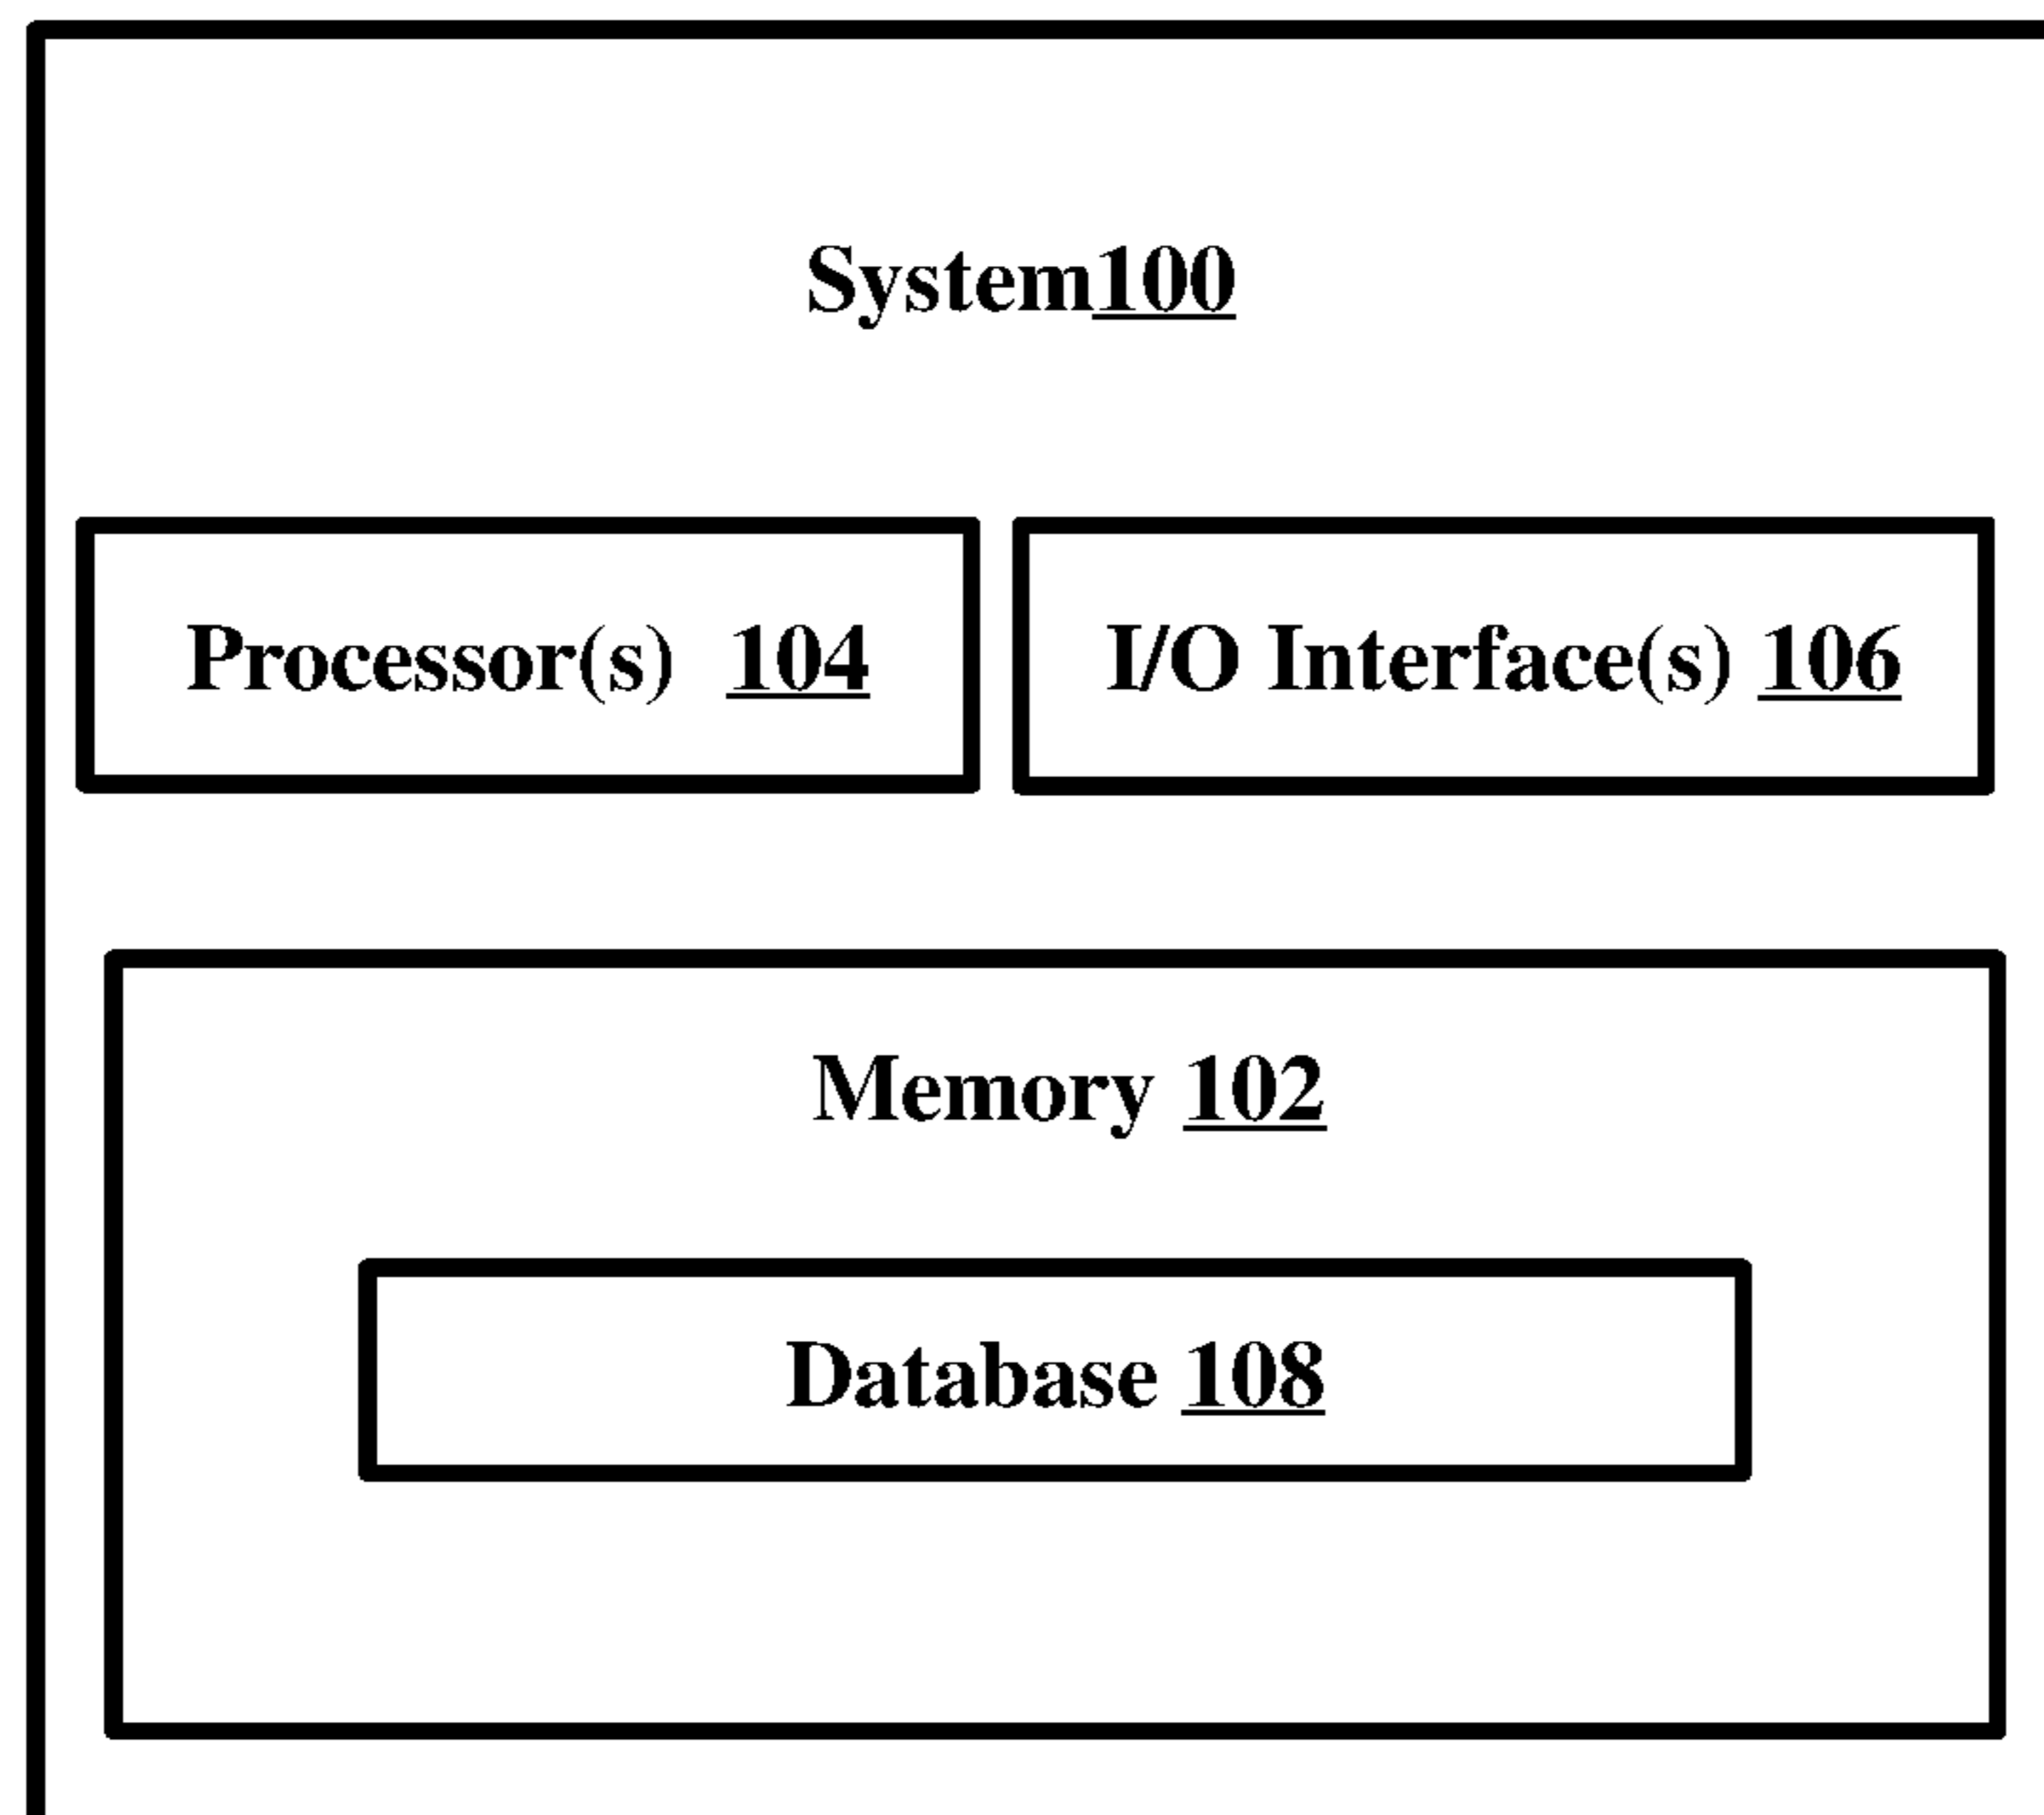 System100
Processor(s) 104
I/O Interface(s) 106
Memory 102
Database 108